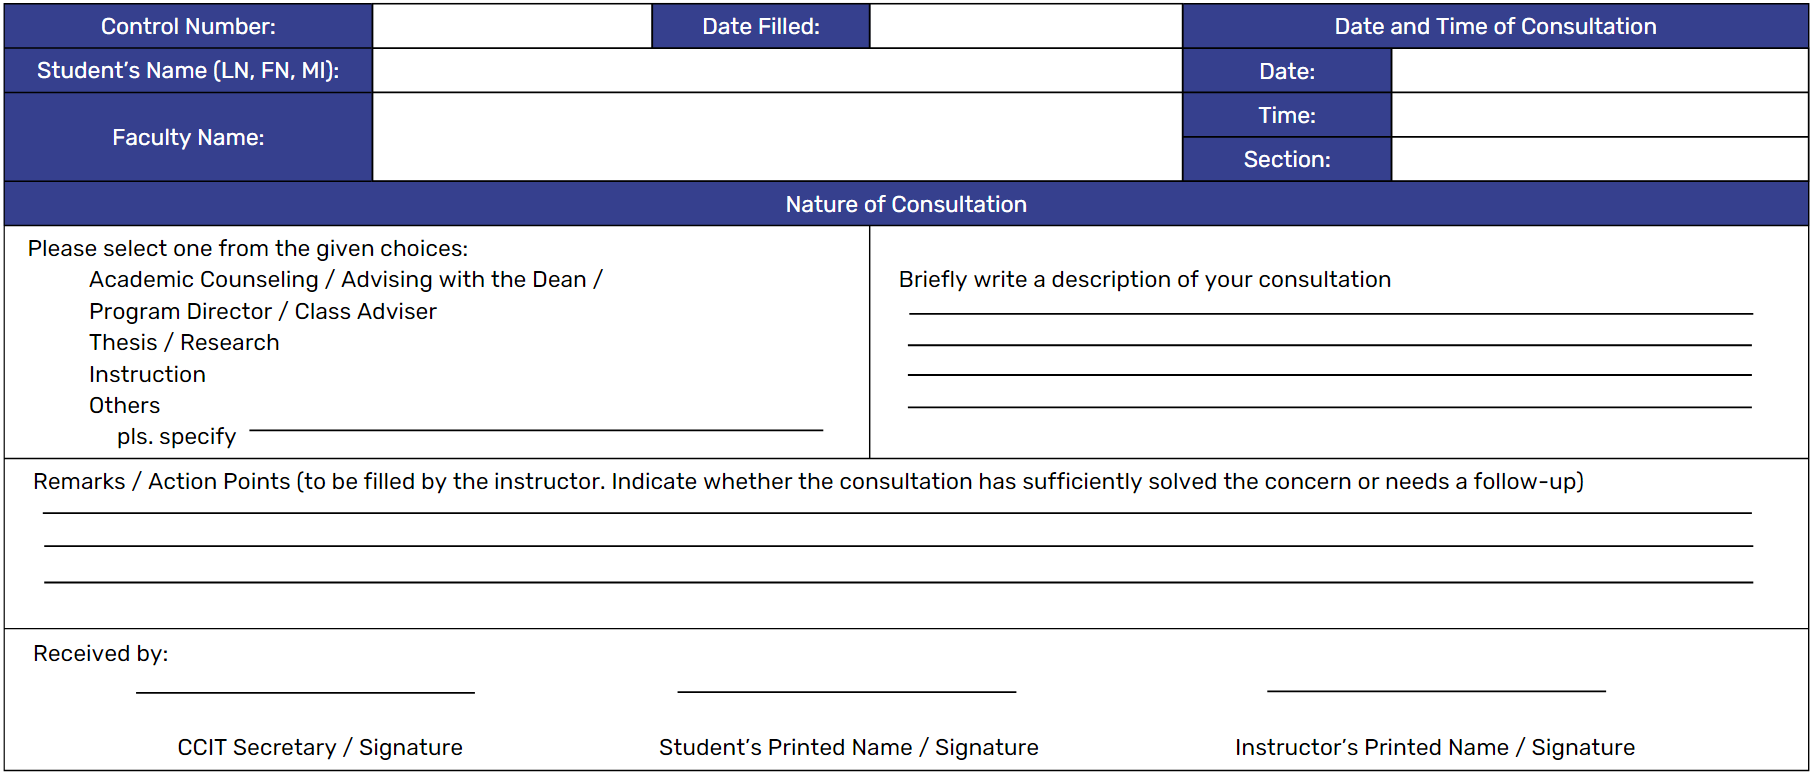 Control Number:
Date Filled:
Date and Time of Consultation
Student's Name (LN, FN, MI):
Date:
Faculty Name:
Time:
Section:
Nature of Consultation
Please select one from the given choices:
Academic Counseling / Advising with the Dean /
Program Director / Class Adviser
Thesis / Research
Instruction
Others
pls. specify
Briefly write a description of your consultation
Remarks / Action Points (to be filled by the instructor. Indicate whether the consultation has sufficiently solved the concern or needs a follow-up)
Received by:
CCIT Secretary / Signature
Student's Printed Name / Signature
Instructor's Printed Name / Signature